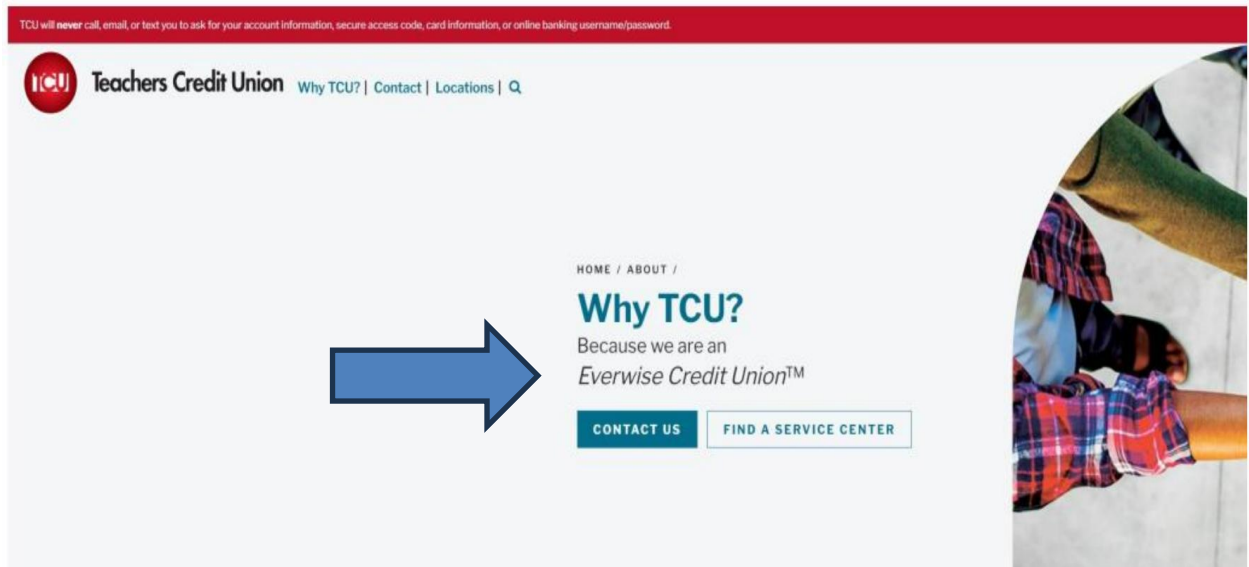 TCU will never call, email, or text you to ask for your account information, secure access code, card information, or online banking username/password.
TCU Teachers Credit Union Why TCU? | Contact | Locations |
HOME / ABOUT /
Why TCU?
Because we are an
Everwise Credit Union™
CONTACT US FIND A SERVICE CENTER